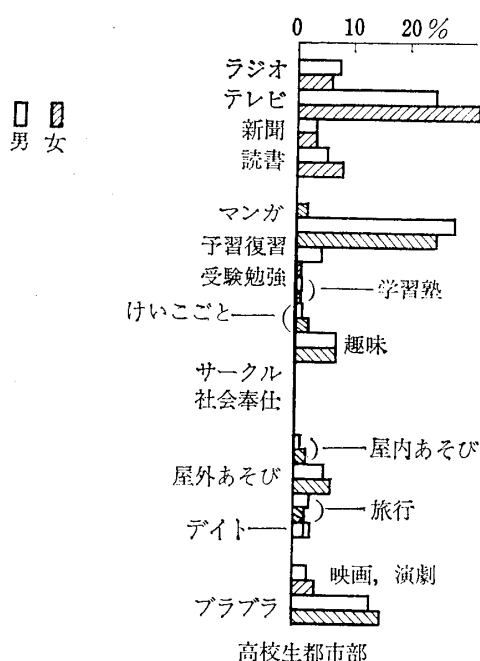 0 10 20%
ラジオ
テレビ
新聞
読書
男 女
マンガ
予習復習
受験勉強
学習塾
けいこごと
趣味
サークル
社会奉仕
屋内あそび
屋外あそび
旅行
デイト
映画，演劇
ブラブラ
高校生都市部